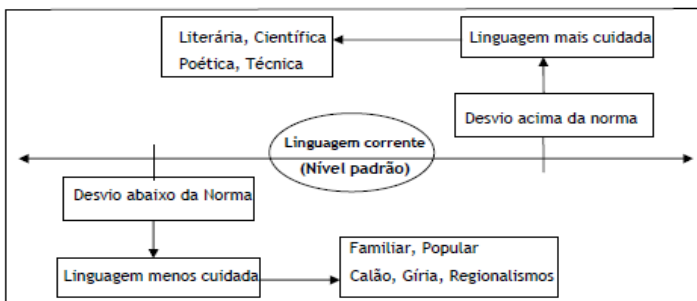 Literária, Científica
Poética, Técnica
Linguagem mais cuidada
Desvio acima da norma
Linguagem corrente
(Nível padrão)
Desvio abaixo da Norma
Linguagem menos cuidada
Familiar, Popular
Calão, Gíria, Regionalismos